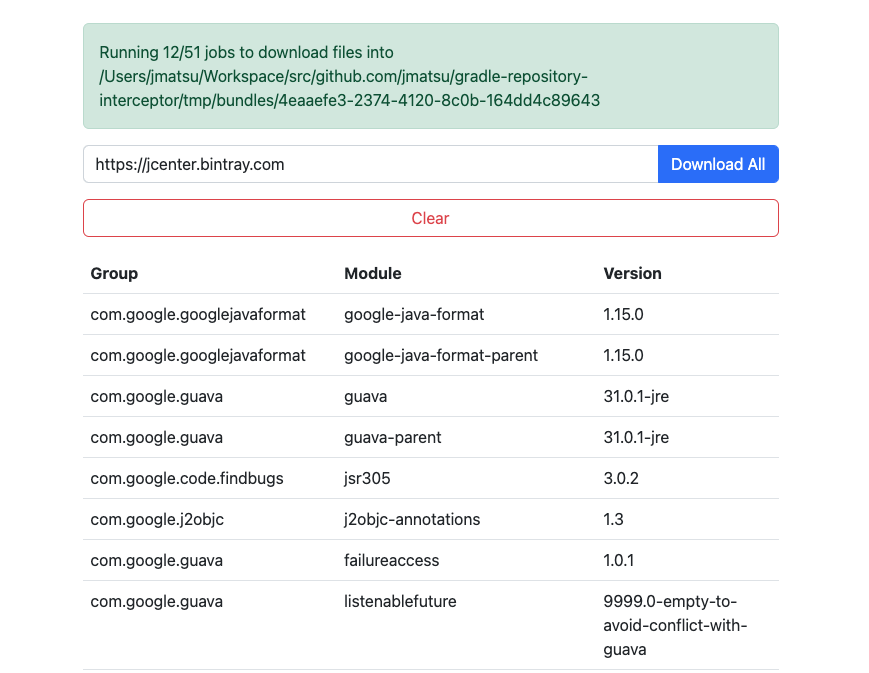 Running 12/51 jobs to download files into
/Users/jmatsu/Workspace/src/github.com/jmatsu/gradle-repository-
interceptor/tmp/bundles/4eaaefe3-2374-4120-8c0b-164dd4c89643
https://jcenter.bintray.com Download All
Clear
Group Module Version
com.google.googlejavaformat google-java-format 1.15.0
com.google.googlejavaformat google-java-format-parent 1.15.0
com.google.guava guava 31.0.1-jre
com.google.guava guava-parent 31.0.1-jre
com.google.code.findbugs jsr305 3.0.2
com.google.j2objc j2objc-annotations 1.3
com.google.guava failureaccess 1.0.1
com.google.guava listenablefuture 9999.0-empty-to-
avoid-conflict-with-
guava